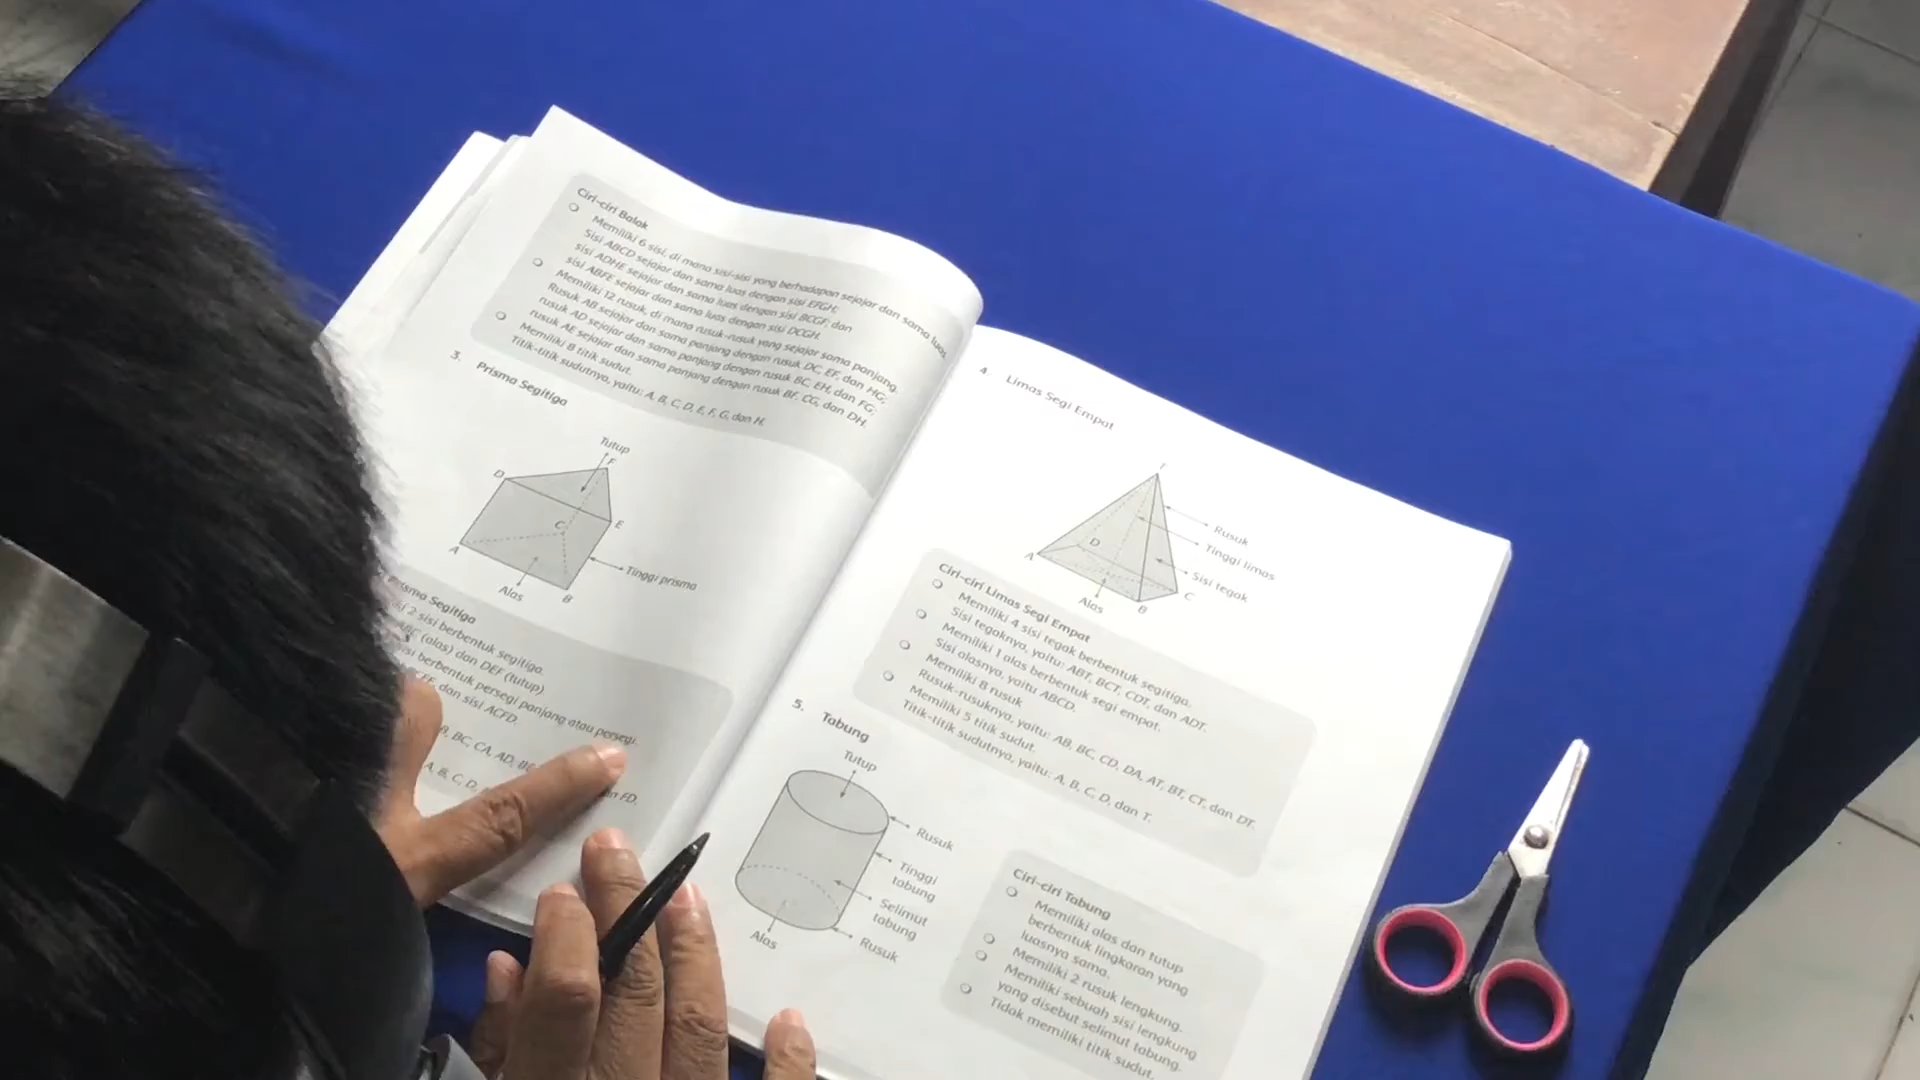 Ciri-ciri Balok
Memiliki 6 sisi, di mana sisi-sisi yang berhadapan sejajar dan sama luas
Sisi ABCD sejajar dan sama luas dengan sisi EFGH;
sisi ADHE sejajar dan sama luas dengan sisi BCGF; dan
sisi ABFE sejajar dan sama luas dengan sisi DCGH.
Memiliki 12 rusuk, di mana rusuk-rusuk yang sejajar sama panjang.
Rusuk AB sejajar dan sama panjang dengan rusuk DC, EF, dan HG;
rusuk AD sejajar dan sama panjang dengan rusuk BC, EH, dan FG;
rusuk AE sejajar dan sama panjang dengan rusuk BF, CG, dan DH.
Memiliki 8 titik sudut.
Titik-titik sudutnya, yaitu: A, B, C, D, E, F, G, dan H.
3. Prisma Segitiga
Tutup
F
D
C
E
A
Tinggi prisma
Alas
B
Prisma Segitiga
2 sisi berbentuk segitiga.
ABC (alas) dan DEF (tutup)
sisi berbentuk persegi panjang atau persegi.
dan sisi ACFD.
BC, CA, AD, BE
FD.
A, B, C, D,
4. Limas Segi Empat
Rusuk
Tinggi limas
Sisi tegak
A
D
C
B
Alas
Ciri-ciri Limas Segi Empat
Memiliki 4 sisi tegak berbentuk segitiga.
Sisi tegaknya, yaitu: ABT, BCT, CDT, dan ADT.
Memiliki 1 alas berbentuk segi empat.
Sisi alasnya, yaitu ABCD.
Memiliki 8 rusuk
Rusuk-rusuknya, yaitu: AB, BC, CD, DA, AT, BT, CT, dan DT.
Memiliki 5 titik sudut.
Titik-titik sudutnya, yaitu: A, B, C, D, dan T.
5. Tabung
Tutup
Rusuk
Tinggi
tabung
Selimut
tabung
Rusuk
Alas
Ciri-ciri Tabung
Memiliki alas dan tutup
berbentuk lingkaran yang
luasnya sama.
Memiliki 2 rusuk lengkung.
Memiliki sebuah sisi lengkung
yang disebut selimut tabung.
Tidak memiliki titik sudut.